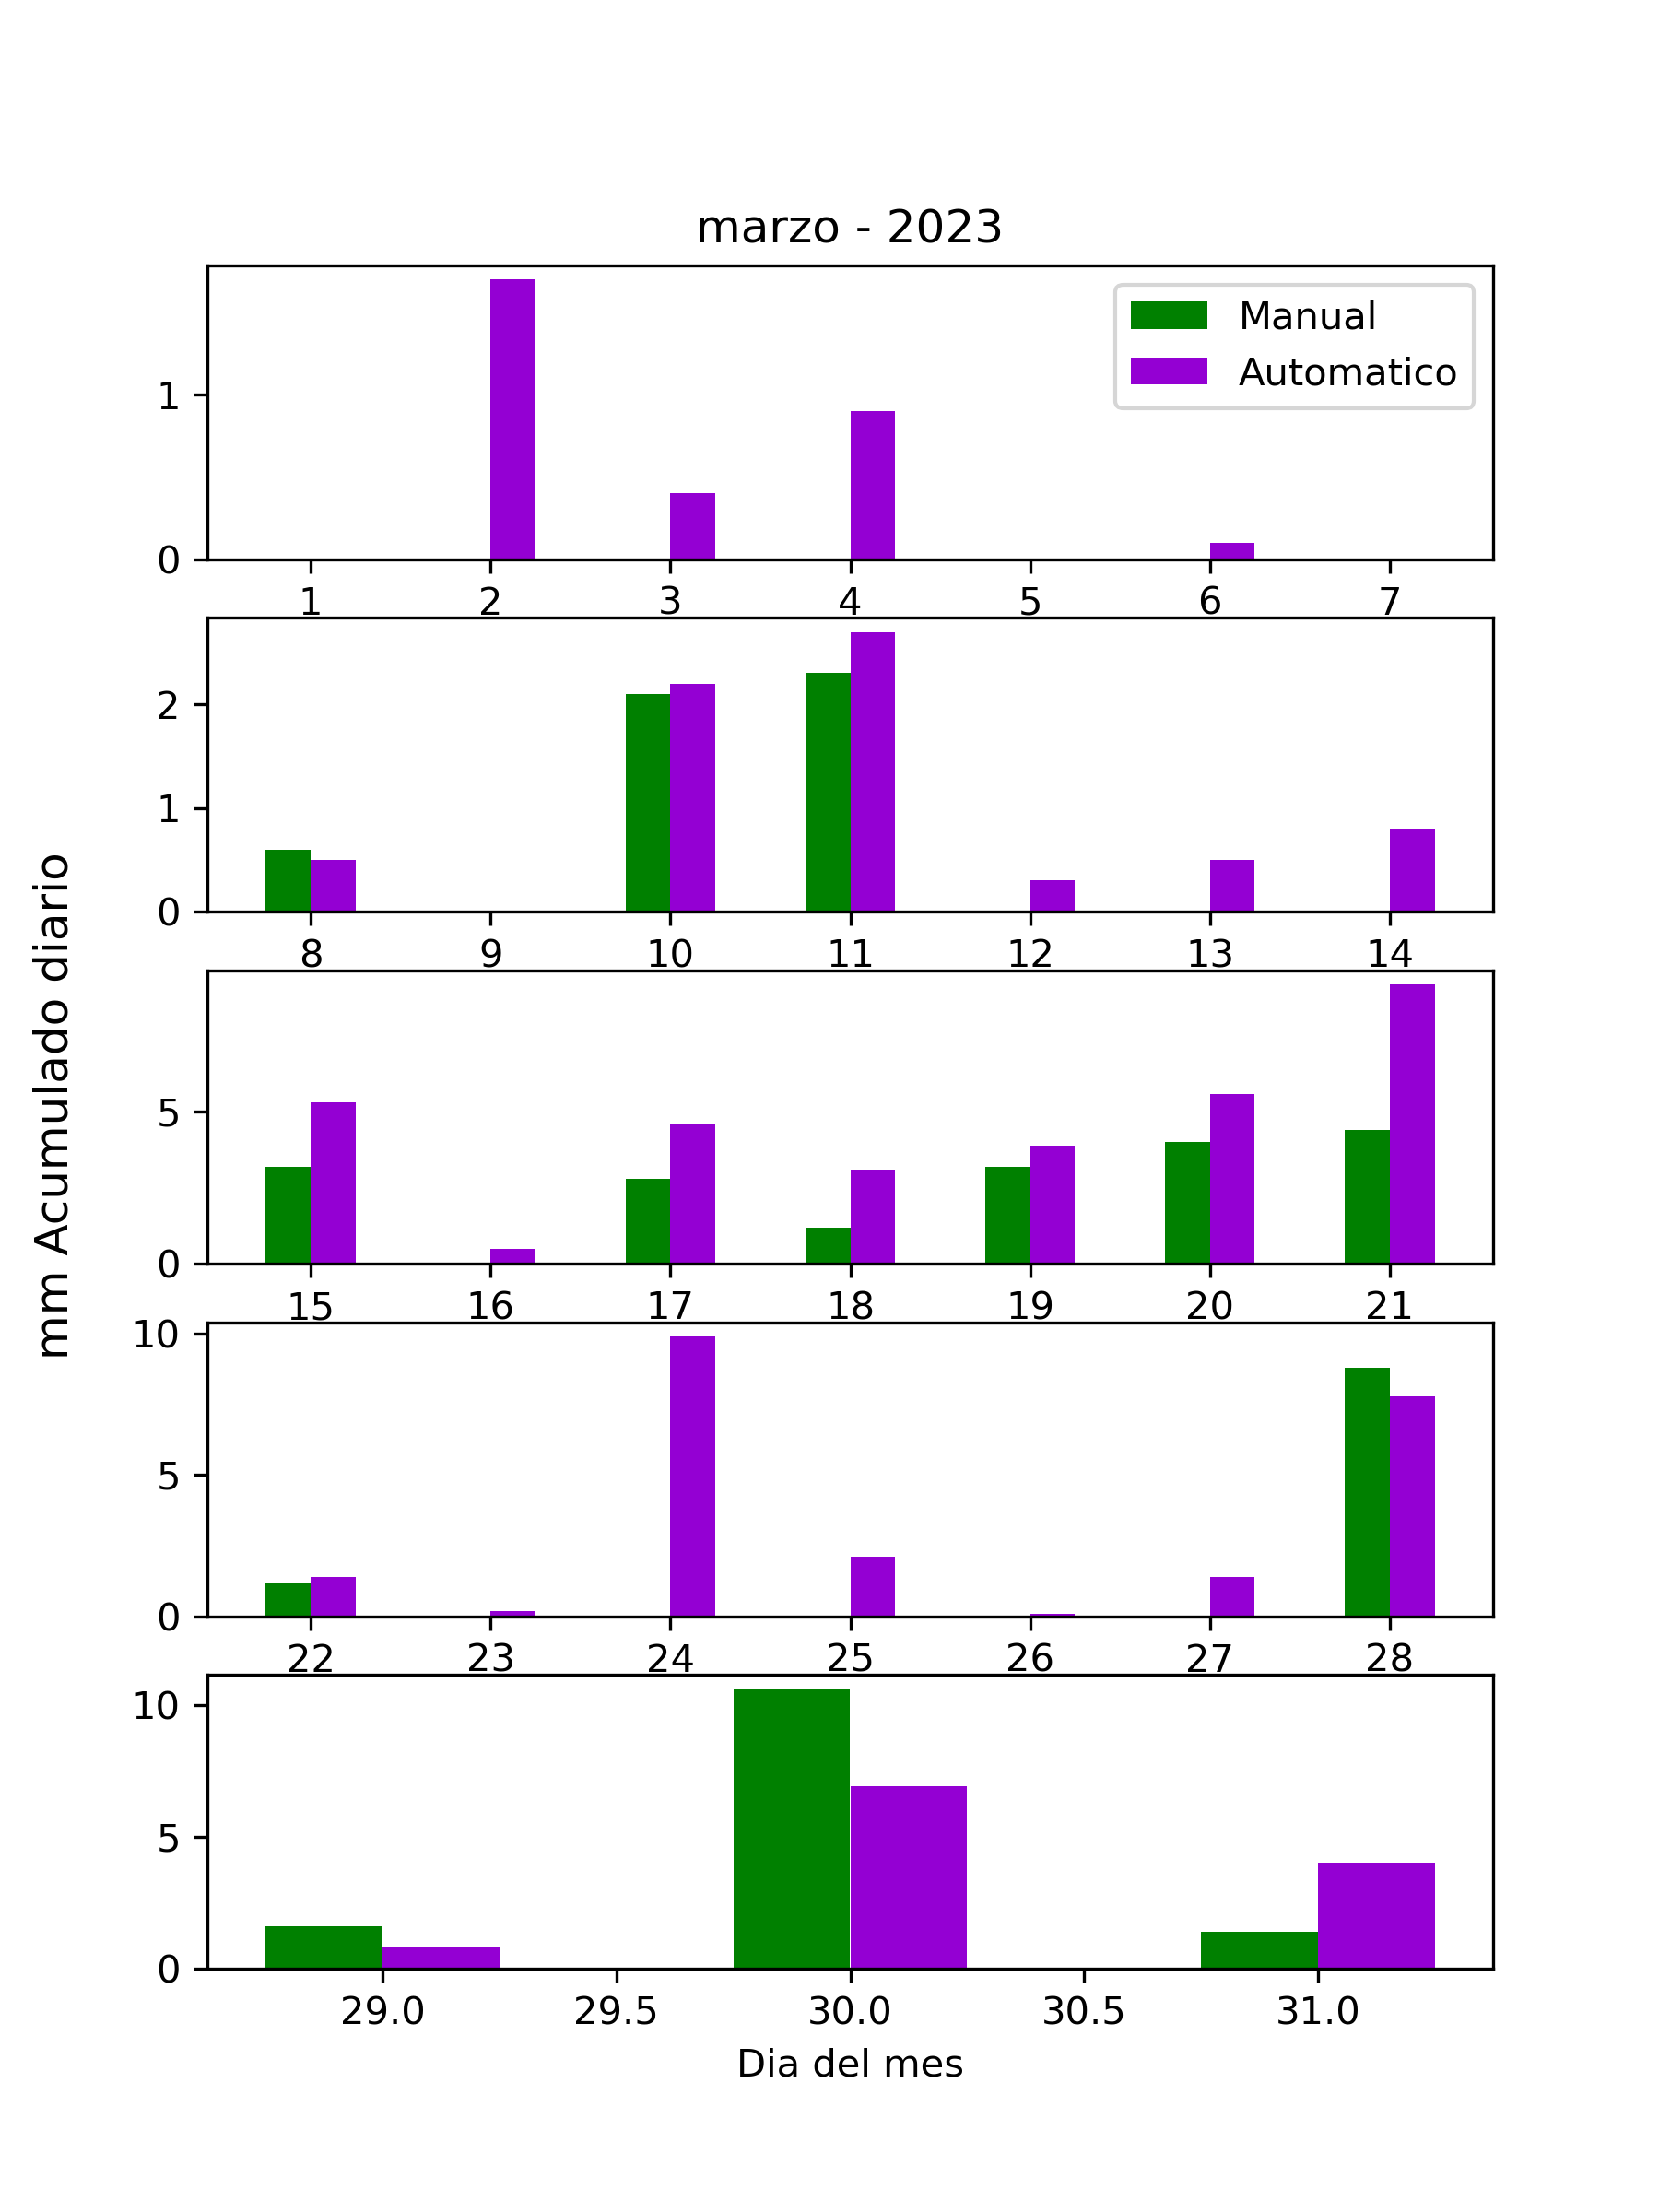 marzo - 2023
Manual
Automatico
1
0
1 2 3 4 5 6 7
2
1
0
8 9 10 11 12 13 14
mm Acumulado diario
5
0
15 16 17 18 19 20 21
10
5
0
22 23 24 25 26 27 28
10
5
0
29.0 29.5 30.0 30.5 31.0
Dia del mes